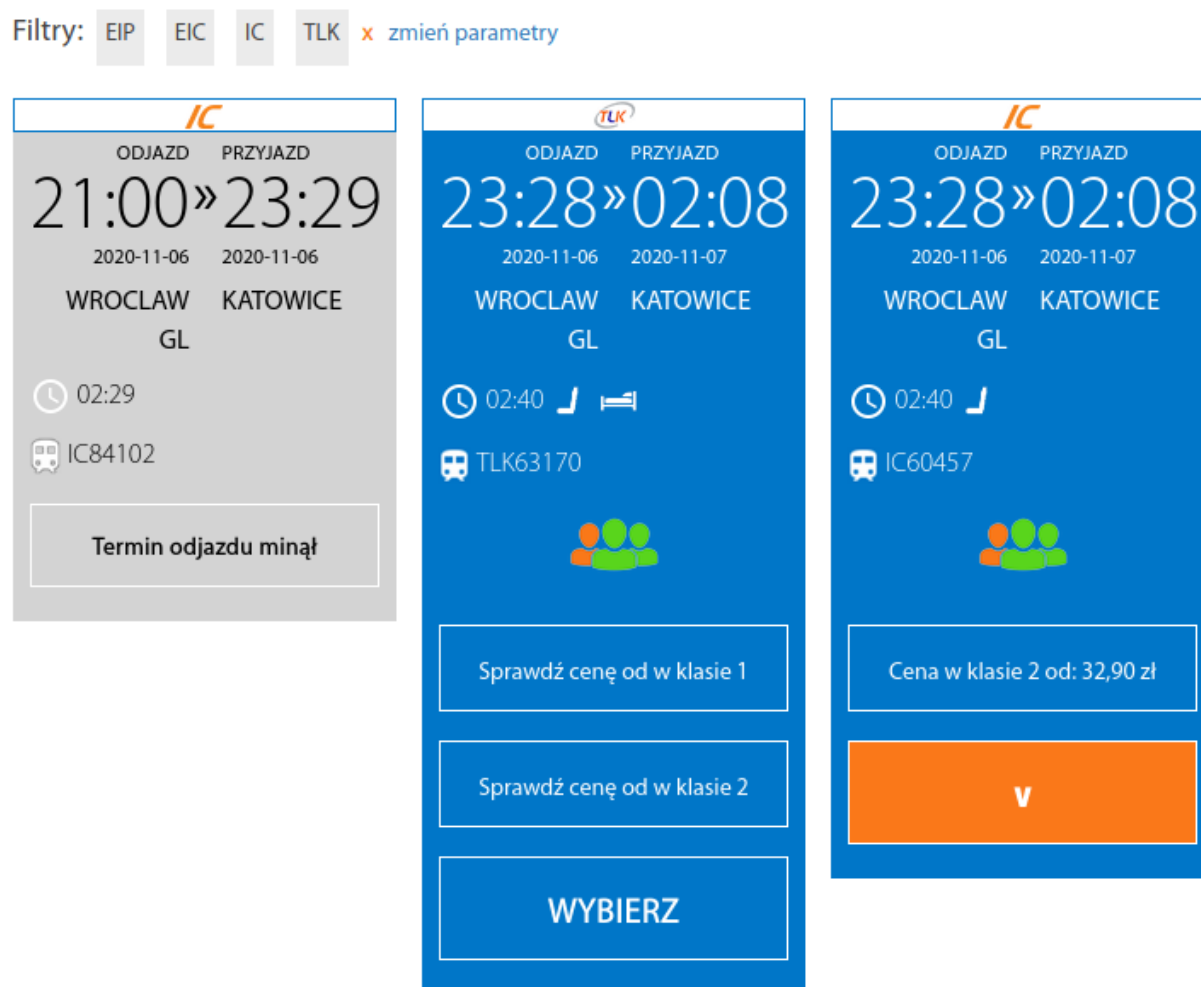 Filtry: EIP EIC IC TLK x zmień parametry
IC
ODJAZD PRZYJAZD
21:00»23:29
2020-11-06 2020-11-06
WROCLAW KATOWICE
GL
02:29
IC84102
Termin odjazdu minął
TLK
ODJAZD PRZYJAZD
23:28»02:08
2020-11-06 2020-11-07
WROCLAW KATOWICE
GL
02:40
TLK63170
Sprawdź cenę od w klasie 1
Sprawdź cenę od w klasie 2
WYBIERZ
IC
ODJAZD PRZYJAZD
23:28»02:08
2020-11-06 2020-11-07
WROCLAW KATOWICE
GL
02:40
IC60457
Cena w klasie 2 od: 32,90 zł
v